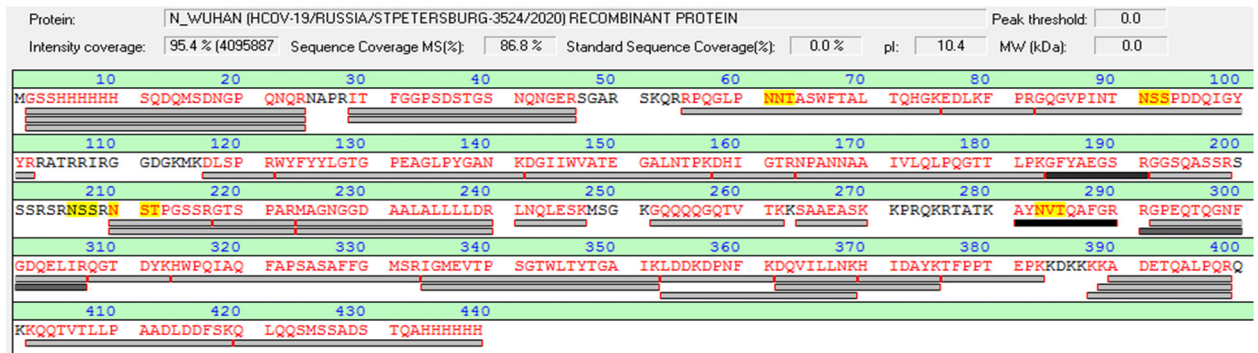 Protein: N_WUHAN (HCOV-19/RUSSIA/STPETERSBURG-3524/2020) RECOMBINANT PROTEIN Peak threshold: 0.0
Intensity coverage: 95.4 % (4095887 Sequence Coverage MS(%): 86.8 % Standard Sequence Coverage(%): 0.0 % pI: 10.4 MW (kDa): 0.0
10 20 30 40 50 60 70 80 90 100
MGSSHHHHHH SQDQMSDNGP QNQRNAPRIT FGGPSDSTGS NQNGERSGAR SKQRRPQGLP NNTASWFTAL TQHGKEDLKF PRGQGVPINT NSSPDDQIGY
110 120 130 140 150 160 170 180 190 200
YRRATRRIRG GDGKMKDLSP RWYFYYLGTG PEAGLPYGAN KDGIIWVATE GALNTPKDHI GTRNPANNAA IVLQLPQGTT LPKGFYAEGS RGGSQASSRS
210 220 230 240 250 260 270 280 290 300
SSRSRNSSRN STPGSSRGTS PARMAGNGGD AALALLLLDR LNQLESKMSG KGQQQQGQTV TKKSAAEASK KPRQKRTATK AYNVTQAFGR RGPEQTQGNF
310 320 330 340 350 360 370 380 390 400
GDQELIRQGT DYKHWPQIAQ FAPSASAFFG MSRIGMEVTP SGTWLTYTGA IKLDDKDPNF KDQVILLNKH IDAYKTFPPT EPKKDKKKKA DETQALPQRQ
410 420 430 440
KKQQTVTLLP AADLDDFSKQ LQQSMSSADS TQAHHHHHH